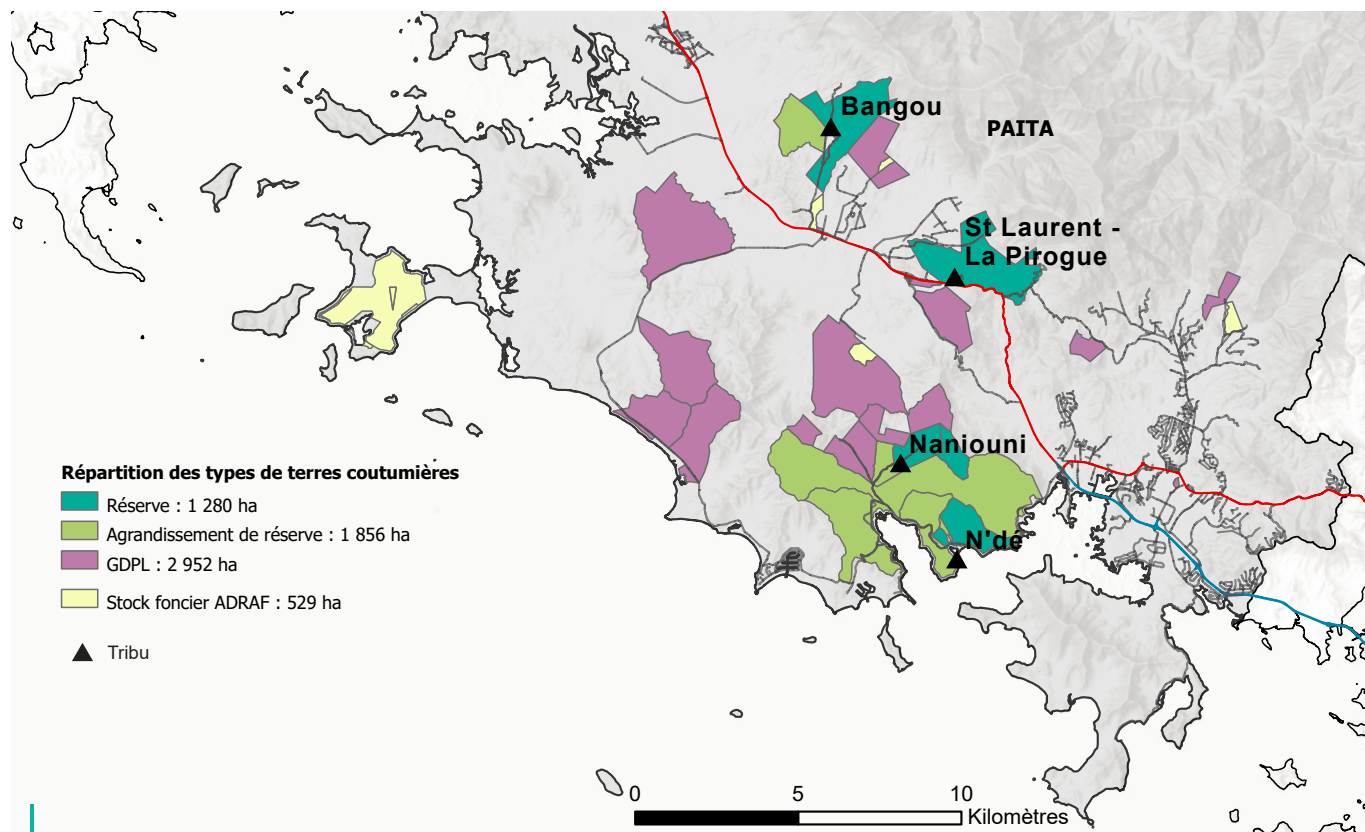 Bangou
PAITA
St Laurent -
La Pirogue
Naniouni
N'dé
Répartition des types de terres coutumières
Réserve : 1 280 ha
Agrandissement de réserve : 1 856 ha
GDPL : 2 952 ha
Stock foncier ADRAF : 529 ha
Tribu
0 5 10
Kilomètres